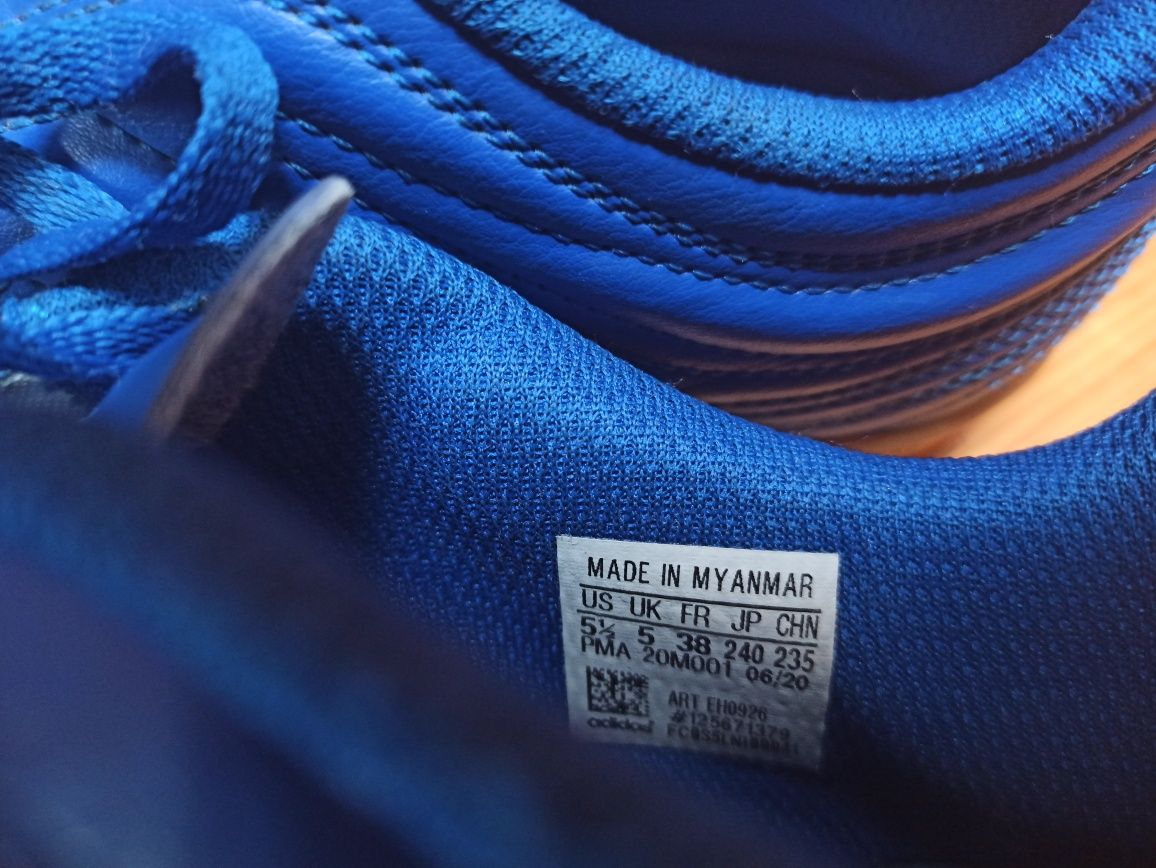 MADE IN MYANMAR
US UK FR JP CHN
5½ 5 38 240 235
PMA 20M001 06/20
ART EH0926
adidas